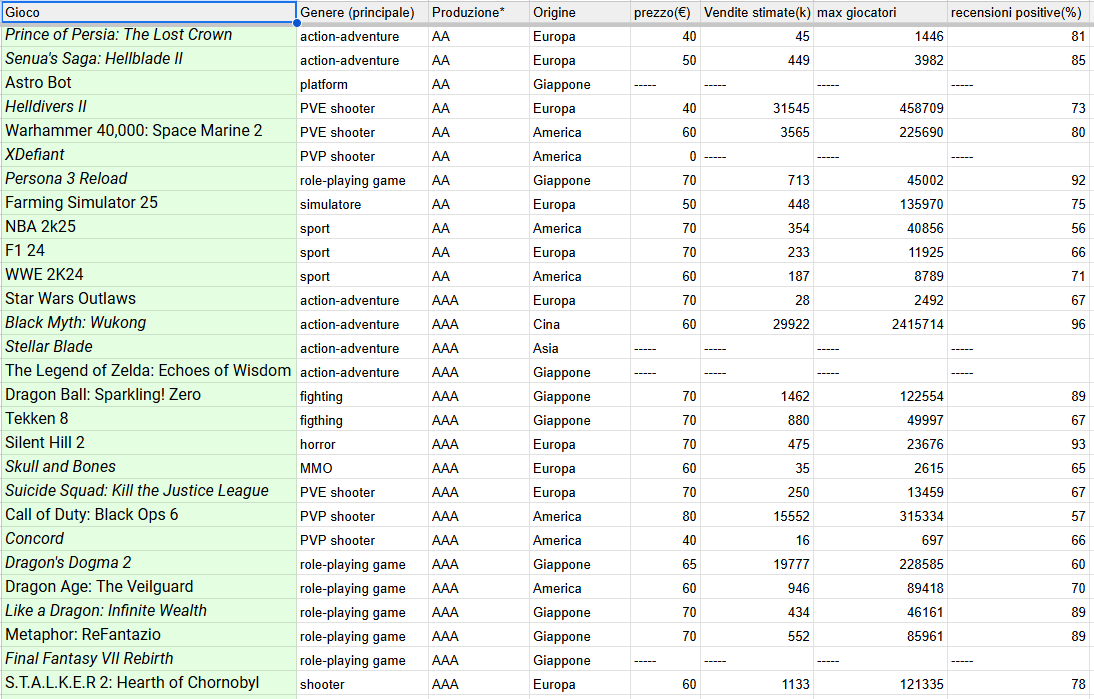 Gioco Genere (principale) Produzione* Origine prezzo(€) Vendite stimate(k) max giocatori recensioni positive(%)
Prince of Persia: The Lost Crown action-adventure AA Europa 40 45 1446 81
Senua's Saga: Hellblade II action-adventure AA Europa 50 449 3982 85
Astro Bot platform AA Giappone ----- ----- ----- -----
Helldivers II PVE shooter AA Europa 40 31545 458709 73
Warhammer 40,000: Space Marine 2 PVE shooter AA America 60 3565 225690 80
XDefiant PVP shooter AA America 0 ----- ----- -----
Persona 3 Reload role-playing game AA Giappone 70 713 45002 92
Farming Simulator 25 simulatore AA Europa 50 448 135970 75
NBA 2k25 sport AA America 70 354 40856 56
F1 24 sport AA Europa 70 233 11925 66
WWE 2K24 sport AA America 60 187 8789 71
Star Wars Outlaws action-adventure AAA Europa 70 28 2492 67
Black Myth: Wukong action-adventure AAA Cina 60 29922 2415714 96
Stellar Blade action-adventure AAA Asia ----- ----- ----- -----
The Legend of Zelda: Echoes of Wisdom action-adventure AAA Giappone ----- ----- ----- -----
Dragon Ball: Sparkling! Zero fighting AAA Giappone 70 1462 122554 89
Tekken 8 figthing AAA Giappone 70 880 49997 67
Silent Hill 2 horror AAA Europa 70 475 23676 93
Skull and Bones MMO AAA Europa 60 35 2615 65
Suicide Squad: Kill the Justice League PVE shooter AAA Europa 70 250 13459 67
Call of Duty: Black Ops 6 PVP shooter AAA America 80 15552 315334 57
Concord PVP shooter AAA America 40 16 697 66
Dragon's Dogma 2 role-playing game AAA Giappone 65 19777 228585 60
Dragon Age: The Veilguard role-playing game AAA America 60 946 89418 70
Like a Dragon: Infinite Wealth role-playing game AAA Giappone 70 434 46161 89
Metaphor: ReFantazio role-playing game AAA Giappone 70 552 85961 89
Final Fantasy VII Rebirth role-playing game AAA Giappone ----- ----- ----- -----
S.T.A.L.K.E.R 2: Hearth of Chornobyl shooter AAA Europa 60 1133 121335 78